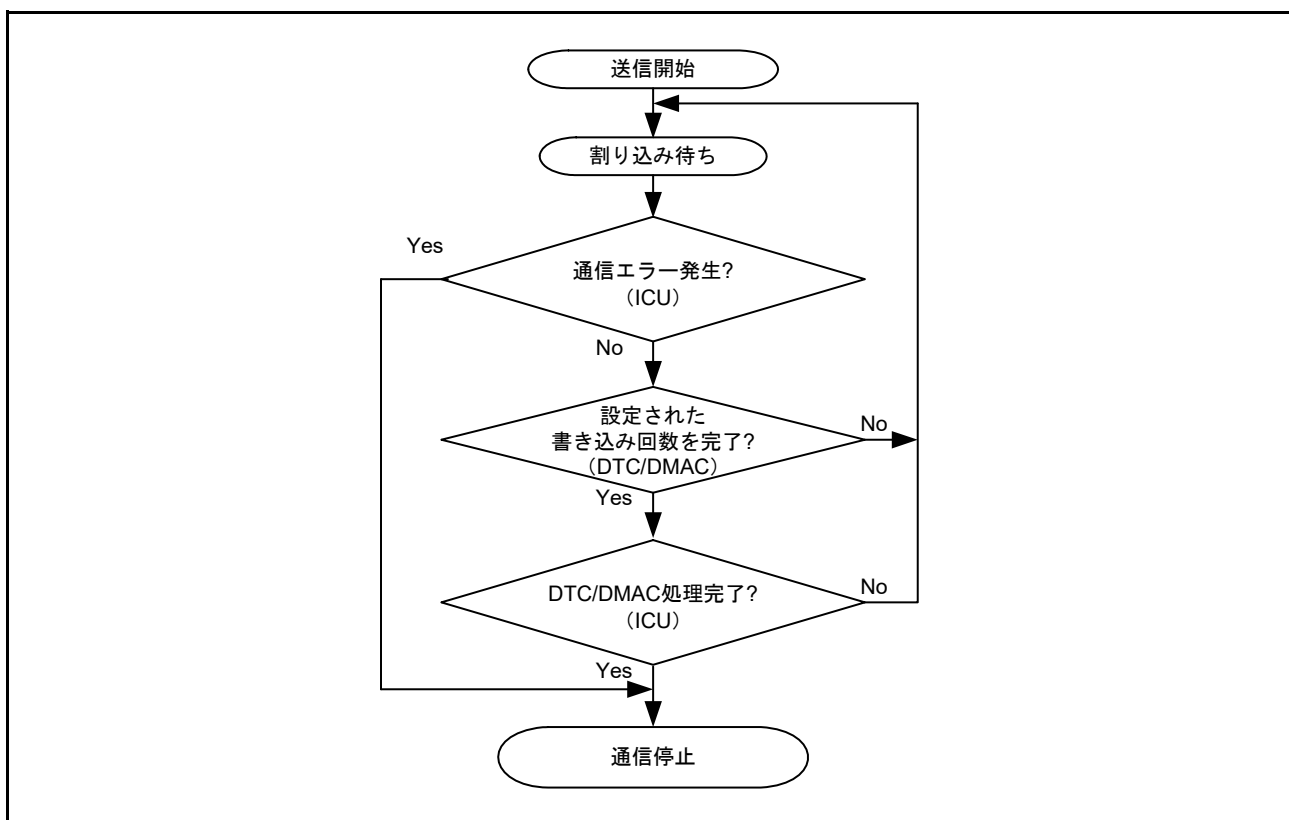 送信開始
割り込み待ち
Yes
通信エラー発生?
（ICU）
No
設定された
書き込み回数を完了?
（DTC/DMAC）
No
Yes
DTC/DMAC処理完了?
（ICU）
No
Yes
通信停止